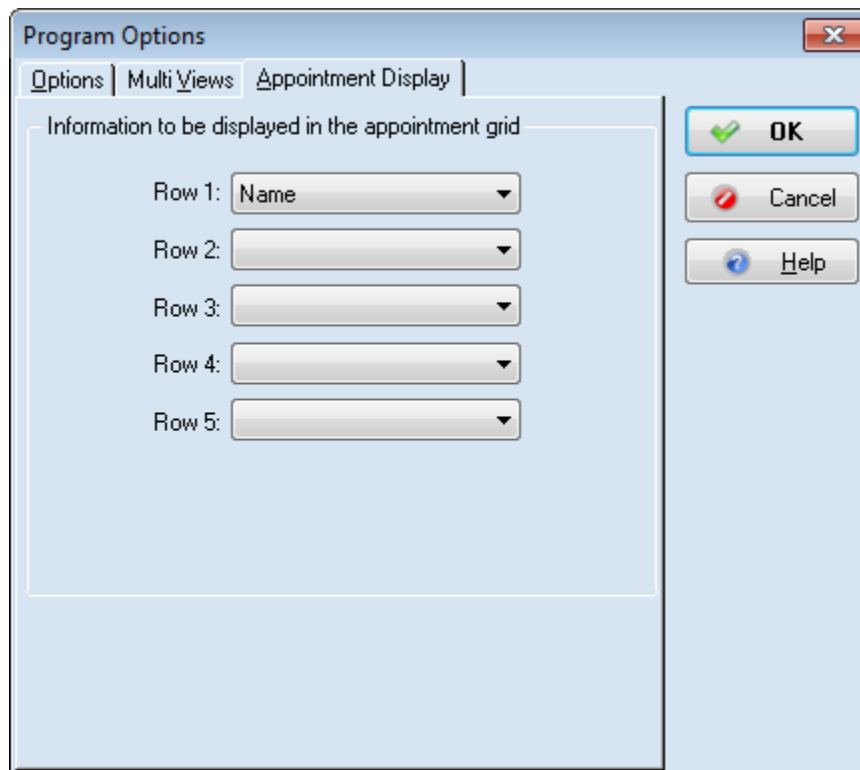 Program Options
Options Multi Views Appointment Display
Information to be displayed in the appointment grid
Row 1: Name
Row 2:
Row 3:
Row 4:
Row 5:
OK
Cancel
Help